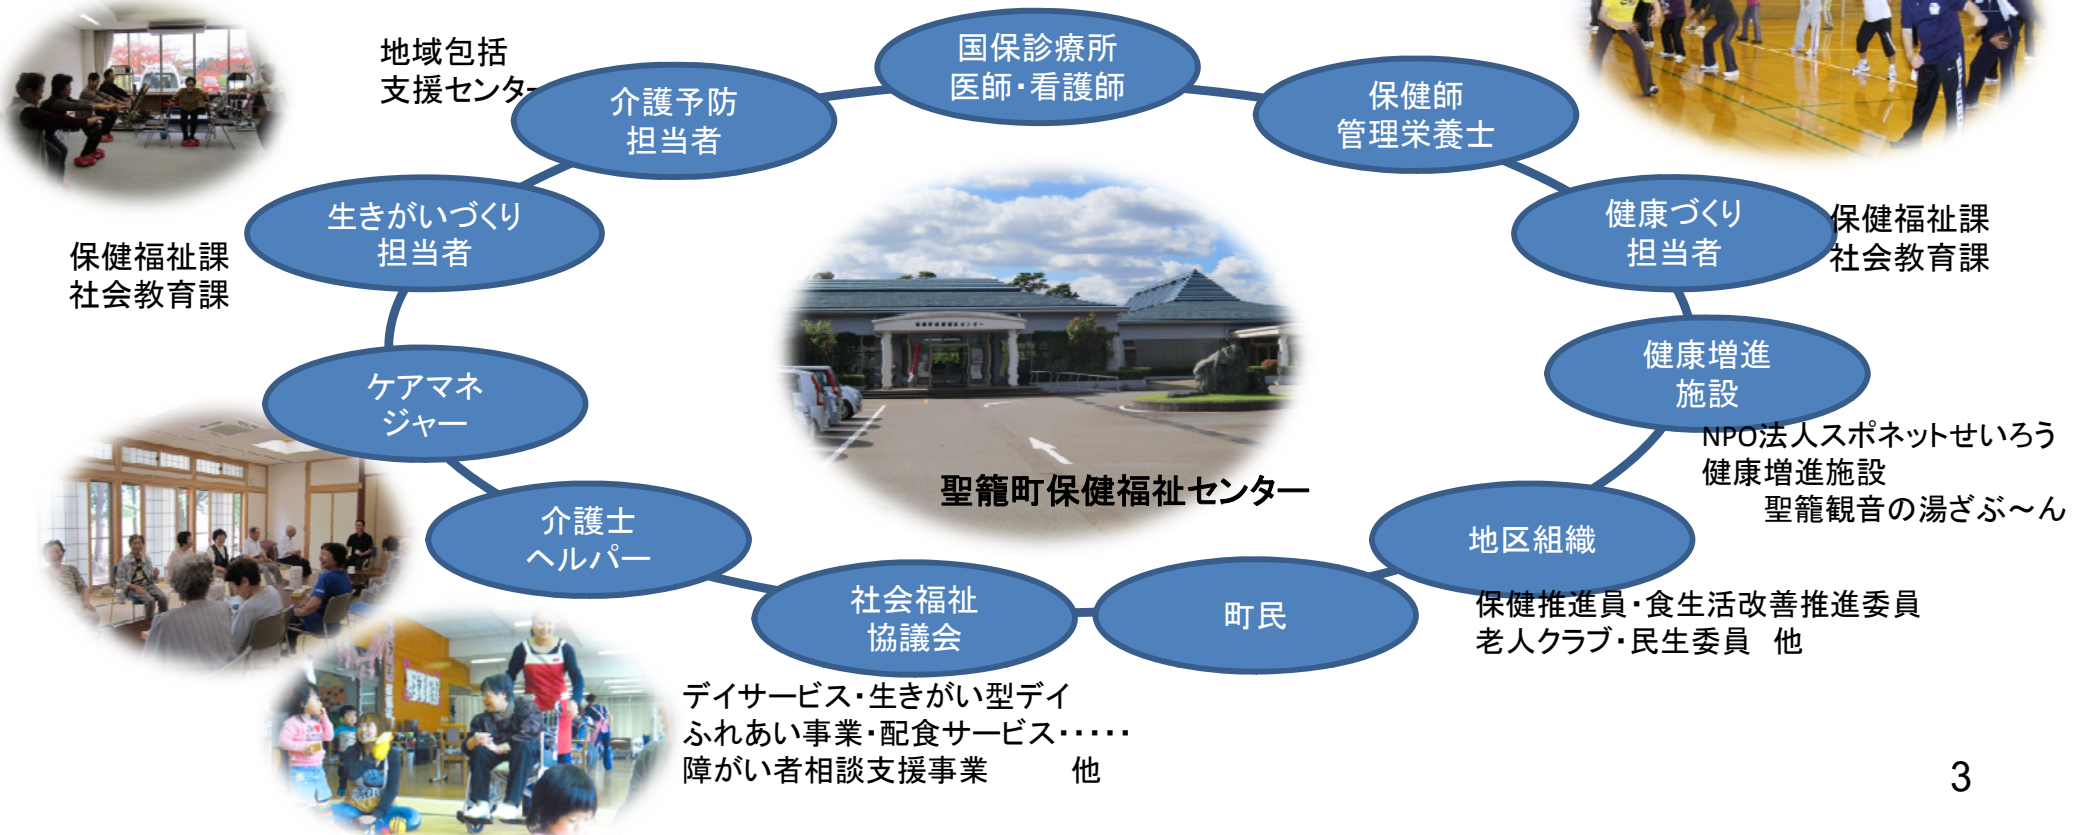 国保診療所
医師・看護師
地域包括
支援センター
介護予防
担当者
保健師
管理栄養士
生きがいづくり
担当者
保健福祉課
社会教育課
健康づくり
担当者
保健福祉課
社会教育課
ケアマネ
ジャー
健康増進
施設
NPO法人スポネットせいろう
健康増進施設
聖籠観音の湯ざぶ～ん
聖籠町保健福祉センター
介護士
ヘルパー
地区組織
保健推進員・食生活改善推進委員
老人クラブ・民生委員 他
社会福祉
協議会
町民
デイサービス・生きがい型デイ
ふれあい事業・配食サービス・・・・・
障がい者相談支援事業 他
3